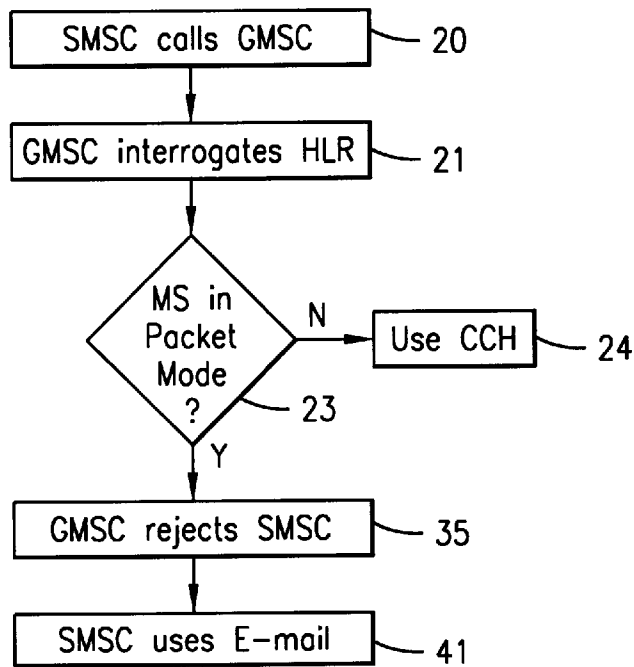 SMSC calls GMSC
20
GMSC interrogates HLR
21
MS in
Packet
Mode
?
23
N
Use CCH
24
Y
GMSC rejects SMSC
35
SMSC uses E-mail
41